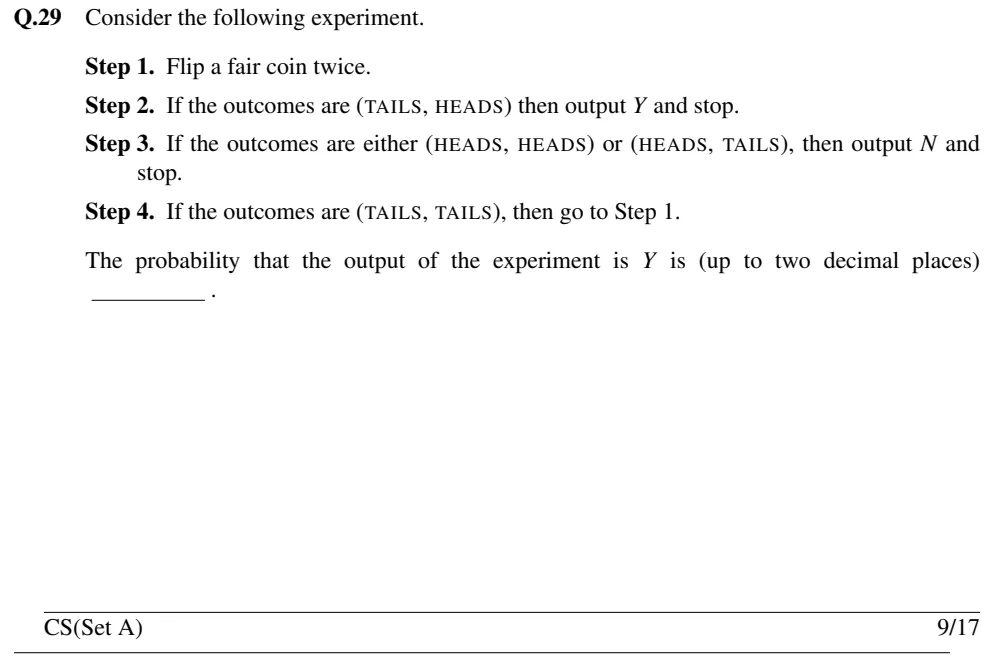 Q.29 Consider the following experiment.
Step 1. Flip a fair coin twice.
Step 2. If the outcomes are (TAILS, HEADS) then output Y and stop.
Step 3. If the outcomes are either (HEADS, HEADS) or (HEADS, TAILS), then output N and
stop.
Step 4. If the outcomes are (TAILS, TAILS), then go to Step 1.
The probability that the output of the experiment is Y is (up to two decimal places)
__________ .
CS(Set A) 9/17